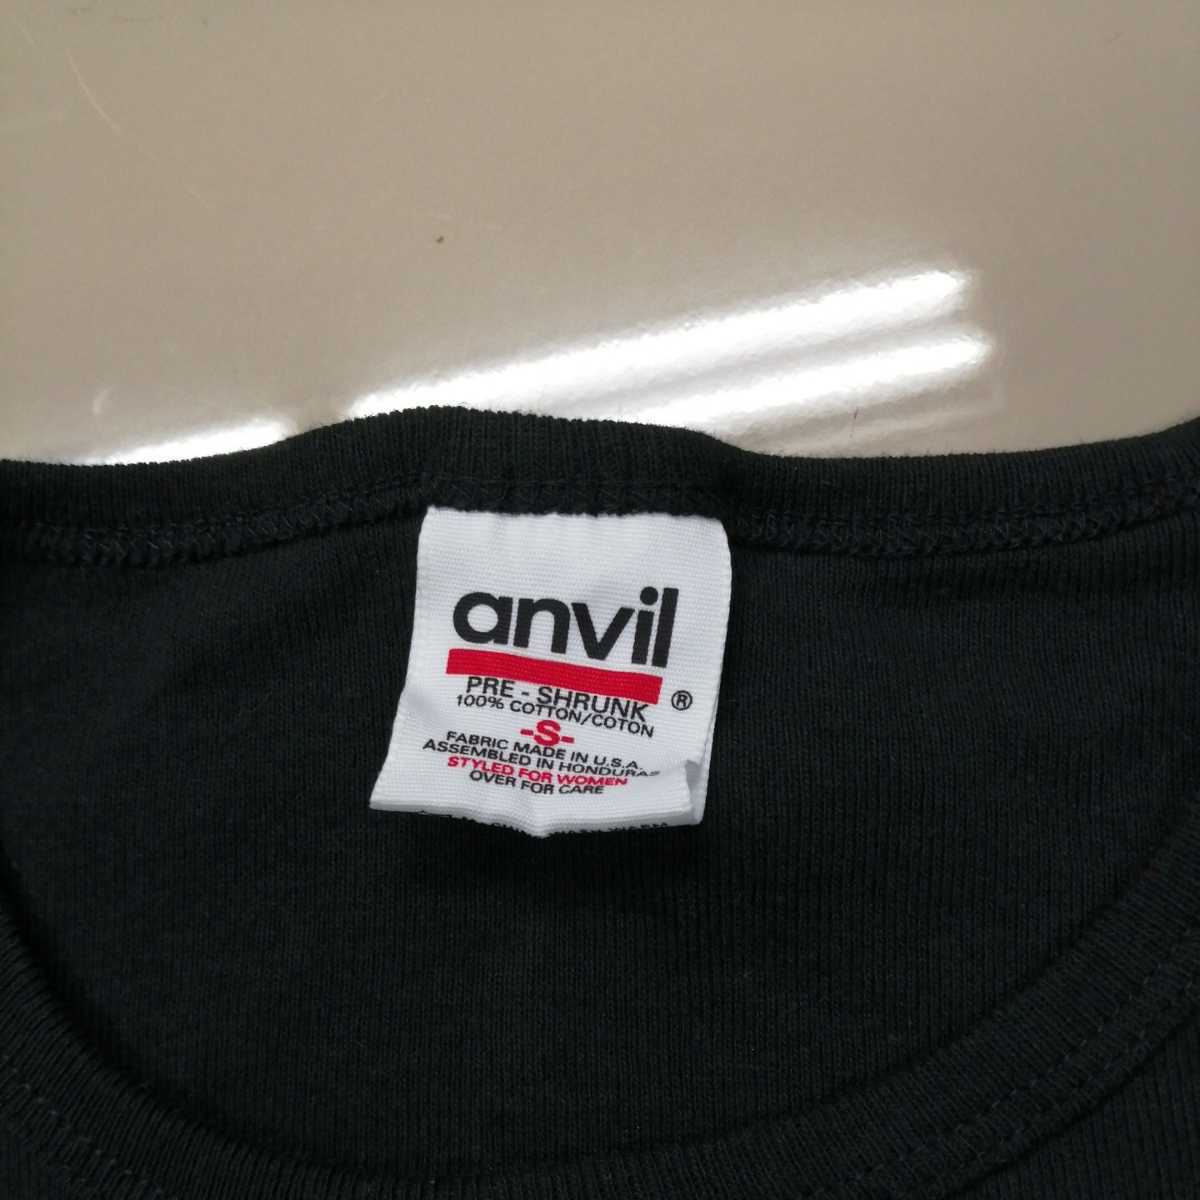 anvil
®
PRE - SHRUNK
100% COTTON/COTON
-S-
FABRIC MADE IN U.S.A.
ASSEMBLED IN HONDURAS
STYLED FOR WOMEN
OVER FOR CARE